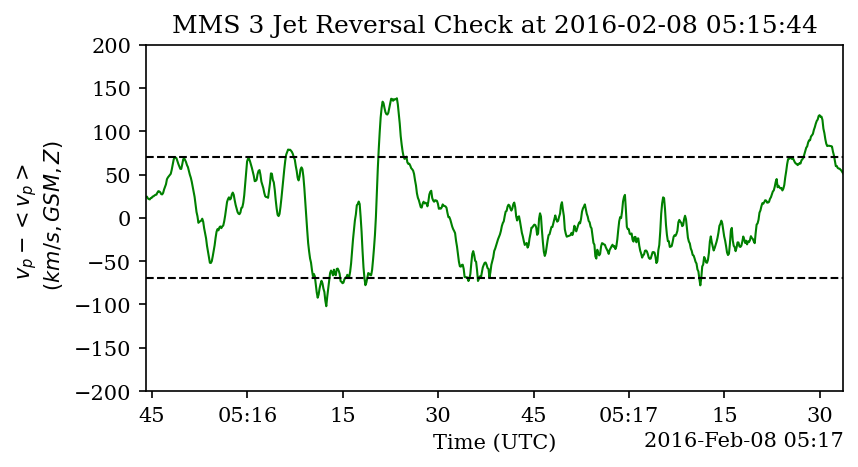 MMS 3 Jet Reversal Check at 2016-02-08 05:15:44
200
150
100
50
0
−50
−100
−150
−200
v_p − < v_p >
(km/s, GSM, Z)
45 05:16 15 30 45 05:17 15 30
Time (UTC)
2016-Feb-08 05:17